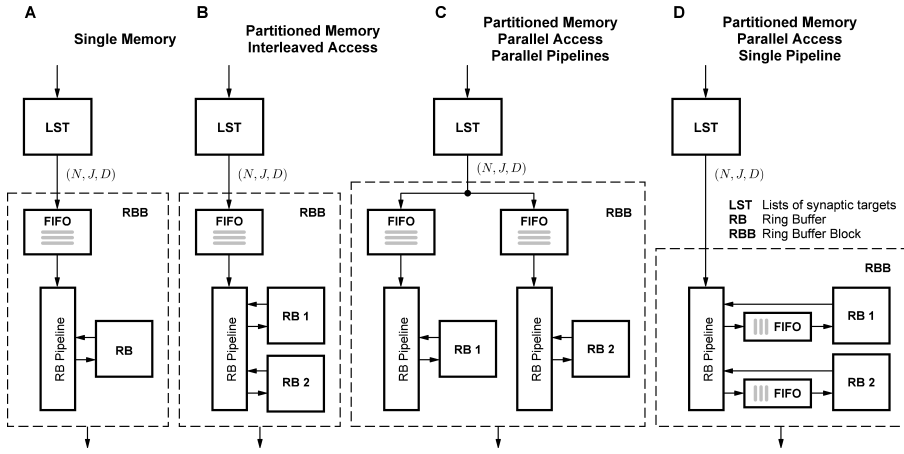 A
Single Memory
LST
(N, J, D)
RBB
FIFO
RB Pipeline
RB
B
Partitioned Memory
Interleaved Access
LST
(N, J, D)
RBB
FIFO
RB Pipeline
RB 1
RB 2
C
Partitioned Memory
Parallel Access
Parallel Pipelines
LST
(N, J, D)
RBB
FIFO
FIFO
RB Pipeline
RB 1
RB Pipeline
RB 2
D
Partitioned Memory
Parallel Access
Single Pipeline
LST
(N, J, D)
LST Lists of synaptic targets
RB Ring Buffer
RBB Ring Buffer Block
RBB
RB Pipeline
FIFO
RB 1
FIFO
RB 2